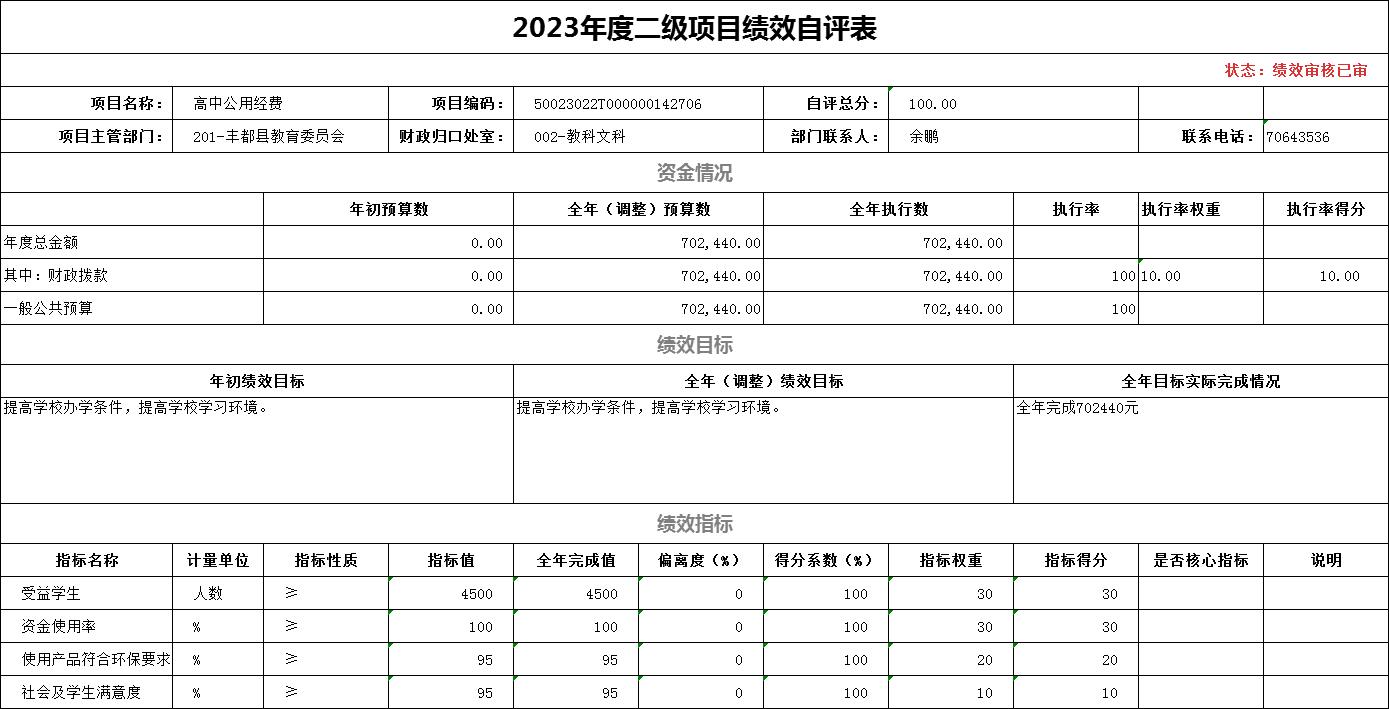 2023年度二级项目绩效自评表
状态：绩效审核已审
项目名称： 高中公用经费 项目编码： 50023022T000000142706 自评总分： 100.00
项目主管部门： 201-丰都县教育委员会 财政归口处室： 002-教科文科 部门联系人： 余鹏 联系电话： 70643536
资金情况
年初预算数 全年（调整）预算数 全年执行数 执行率 执行率权重 执行率得分
年度总金额 0.00 702,440.00 702,440.00
其中：财政拨款 0.00 702,440.00 702,440.00 100 10.00 10.00
一般公共预算 0.00 702,440.00 702,440.00 100
绩效目标
年初绩效目标 全年（调整）绩效目标 全年目标实际完成情况
提高学校办学条件，提高学校学习环境。 提高学校办学条件，提高学校学习环境。 全年完成702440元
绩效指标
指标名称 计量单位 指标性质 指标值 全年完成值 偏离度（%） 得分系数（%） 指标权重 指标得分 是否核心指标 说明
受益学生 人数 ≥ 4500 4500 0 100 30 30
资金使用率 % ≥ 100 100 0 100 30 30
使用产品符合环保要求 % ≥ 95 95 0 100 20 20
社会及学生满意度 % ≥ 95 95 0 100 10 10